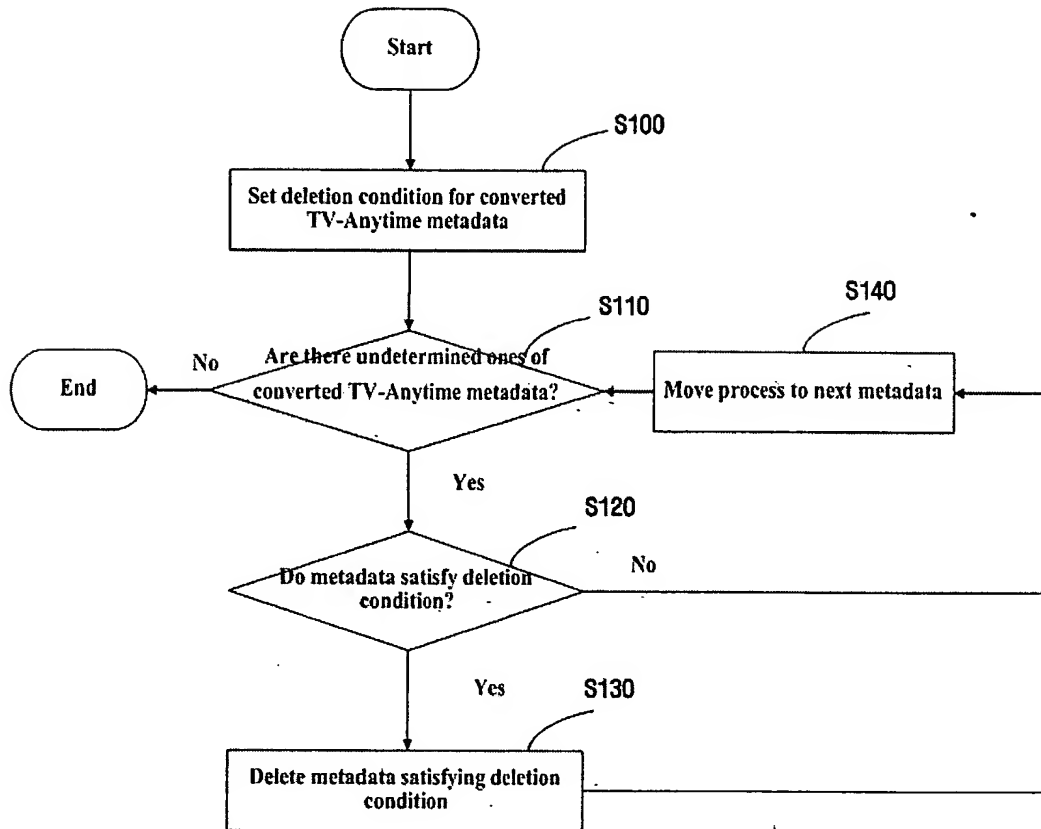 Start
S100
Set deletion condition for converted
TV-Anytime metadata
S110
S140
No
Are there undetermined ones of
converted TV-Anytime metadata?
End
Move process to next metadata
Yes
S120
No
Do metadata satisfy deletion
condition?
Yes
S130
Delete metadata satisfying deletion
condition